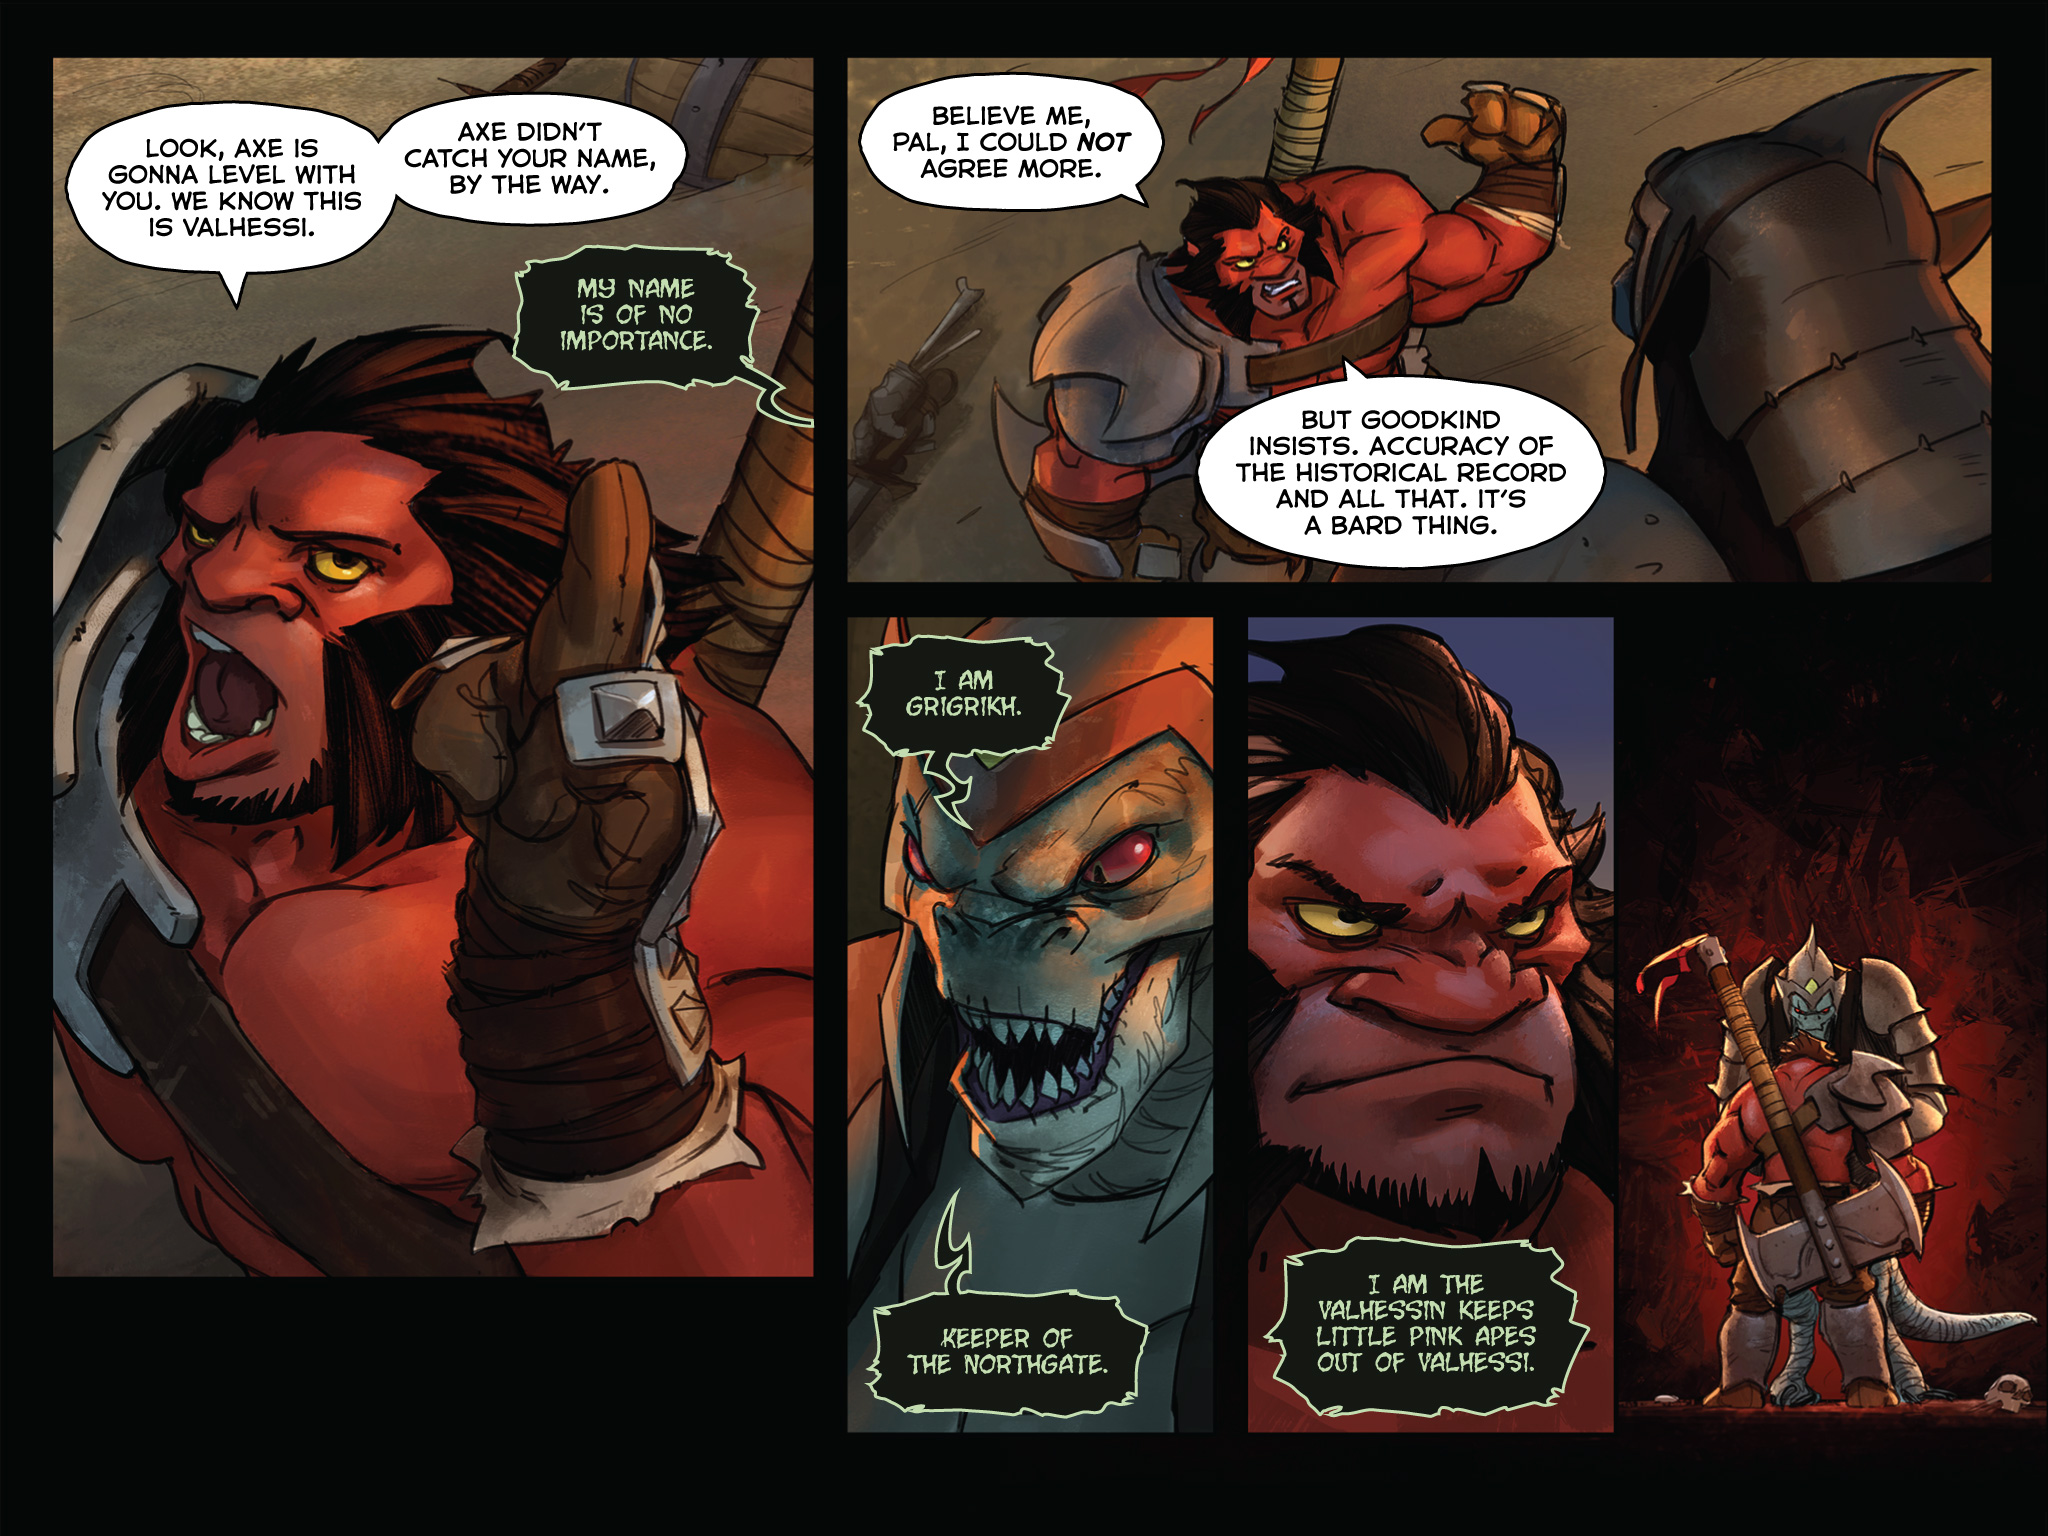 LOOK, AXE IS
GONNA LEVEL WITH
YOU. WE KNOW THIS
IS VALHESSI.
AXE DIDN'T
CATCH YOUR NAME,
BY THE WAY.
MY NAME
IS OF NO
IMPORTANCE.
BELIEVE ME,
PAL, I COULD NOT
AGREE MORE.
BUT GOODKIND
INSISTS. ACCURACY OF
THE HISTORICAL RECORD
AND ALL THAT. IT'S
A BARD THING.
I AM
GRIGRIKH.
KEEPER OF
THE NORTHGATE.
I AM THE
VALHESSIN KEEPS
LITTLE PINK APES
OUT OF VALHESSI.